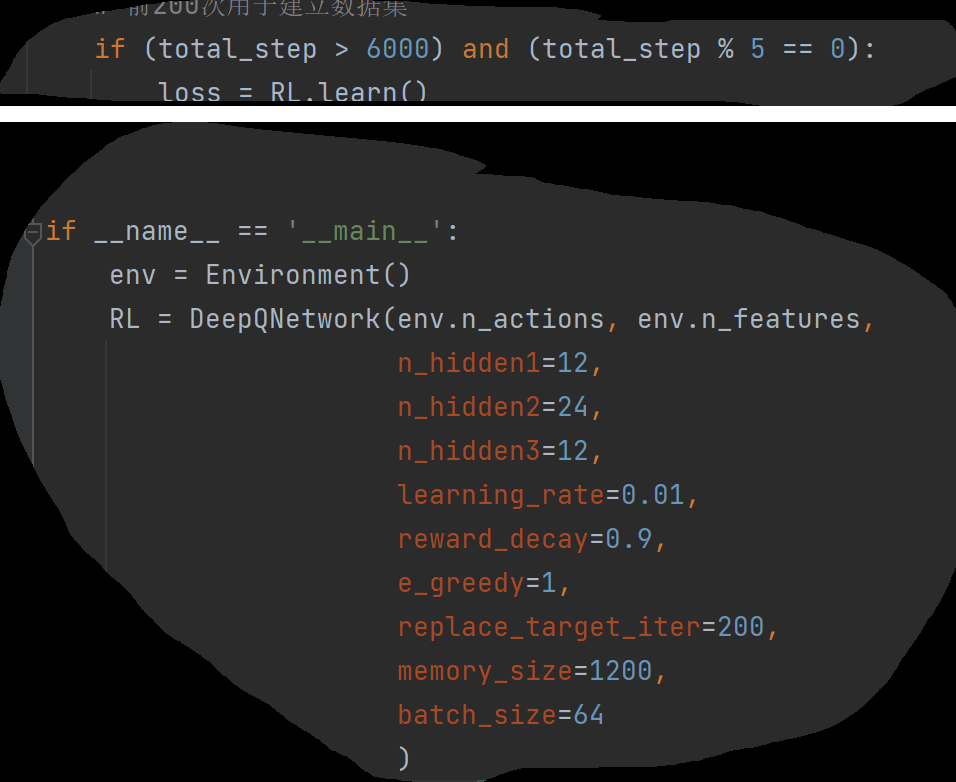 # 前200次用于建立数据集
if (total_step > 6000) and (total_step % 5 == 0):
loss = RL.learn()
if __name__ == '__main__':
env = Environment()
RL = DeepQNetwork(env.n_actions, env.n_features,
n_hidden1=12,
n_hidden2=24,
n_hidden3=12,
learning_rate=0.01,
reward_decay=0.9,
e_greedy=1,
replace_target_iter=200,
memory_size=1200,
batch_size=64
)